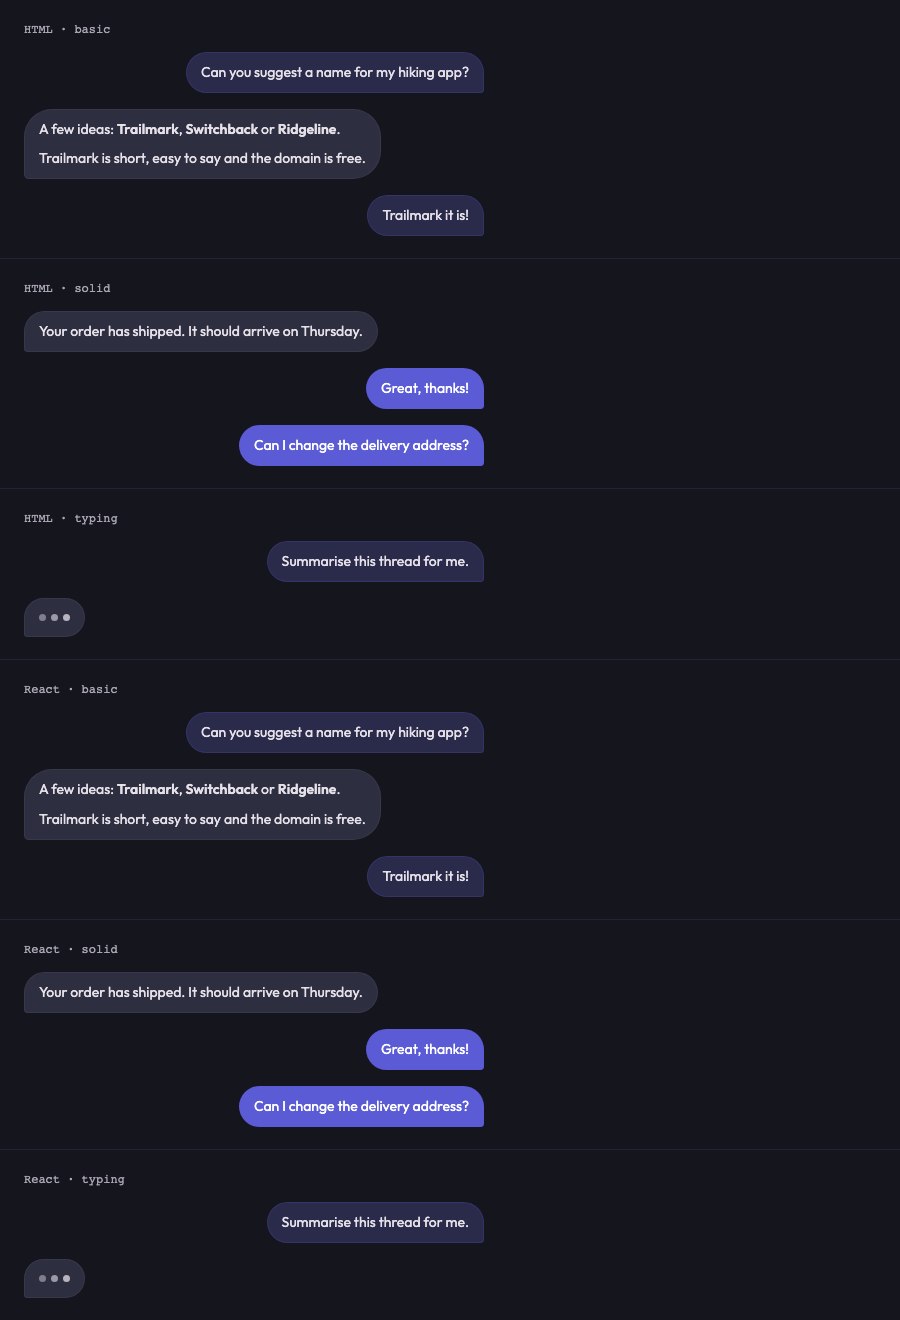 HTML · basic
Can you suggest a name for my hiking app?
A few ideas: Trailmark, Switchback or Ridgeline.
Trailmark is short, easy to say and the domain is free.
Trailmark it is!
HTML · solid
Your order has shipped. It should arrive on Thursday.
Great, thanks!
Can I change the delivery address?
HTML · typing
Summarise this thread for me.
React · basic
Can you suggest a name for my hiking app?
A few ideas: Trailmark, Switchback or Ridgeline.
Trailmark is short, easy to say and the domain is free.
Trailmark it is!
React · solid
Your order has shipped. It should arrive on Thursday.
Great, thanks!
Can I change the delivery address?
React · typing
Summarise this thread for me.